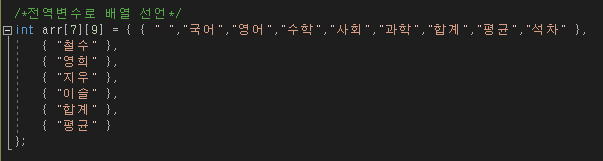 /*전역변수로 배열 선언*/
int arr[7][9] = { { " ","국어","영어","수학","사회","과학","합계","평균","석차" },
{ "철수" },
{ "영희" },
{ "지우" },
{ "이슬" },
{ "합계" },
{ "평균" }
};